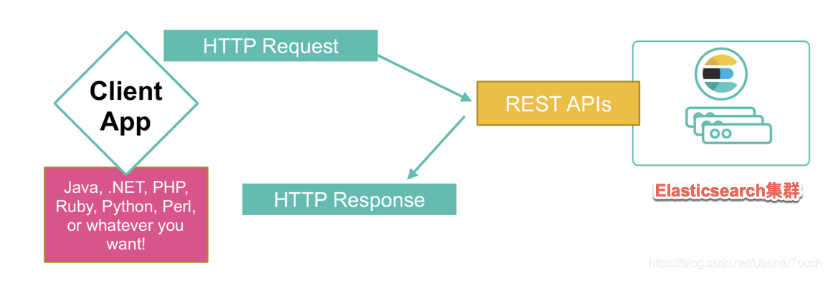 HTTP Request
Client
App
REST APIs
Java, .NET, PHP,
Ruby, Python, Perl,
or whatever you
want!
HTTP Response
Elasticsearch集群
https://blog.csdn.net/UbuntuTouch